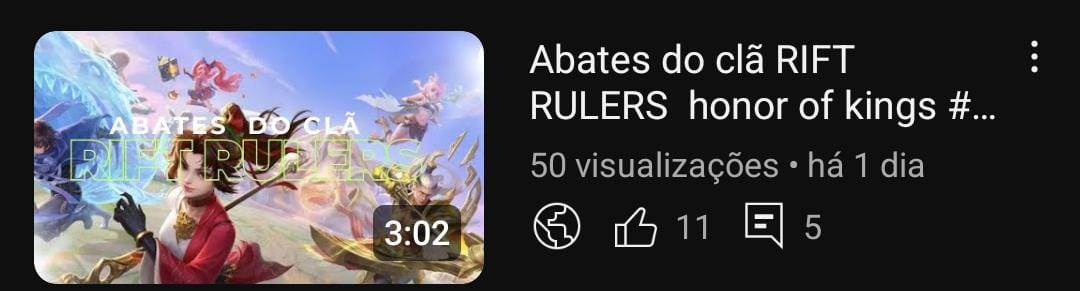 ABATES DO CLÃ
RIFT RULERS
3:02
Abates do clã RIFT
RULERS honor of kings #...
50 visualizações • há 1 dia
11
5